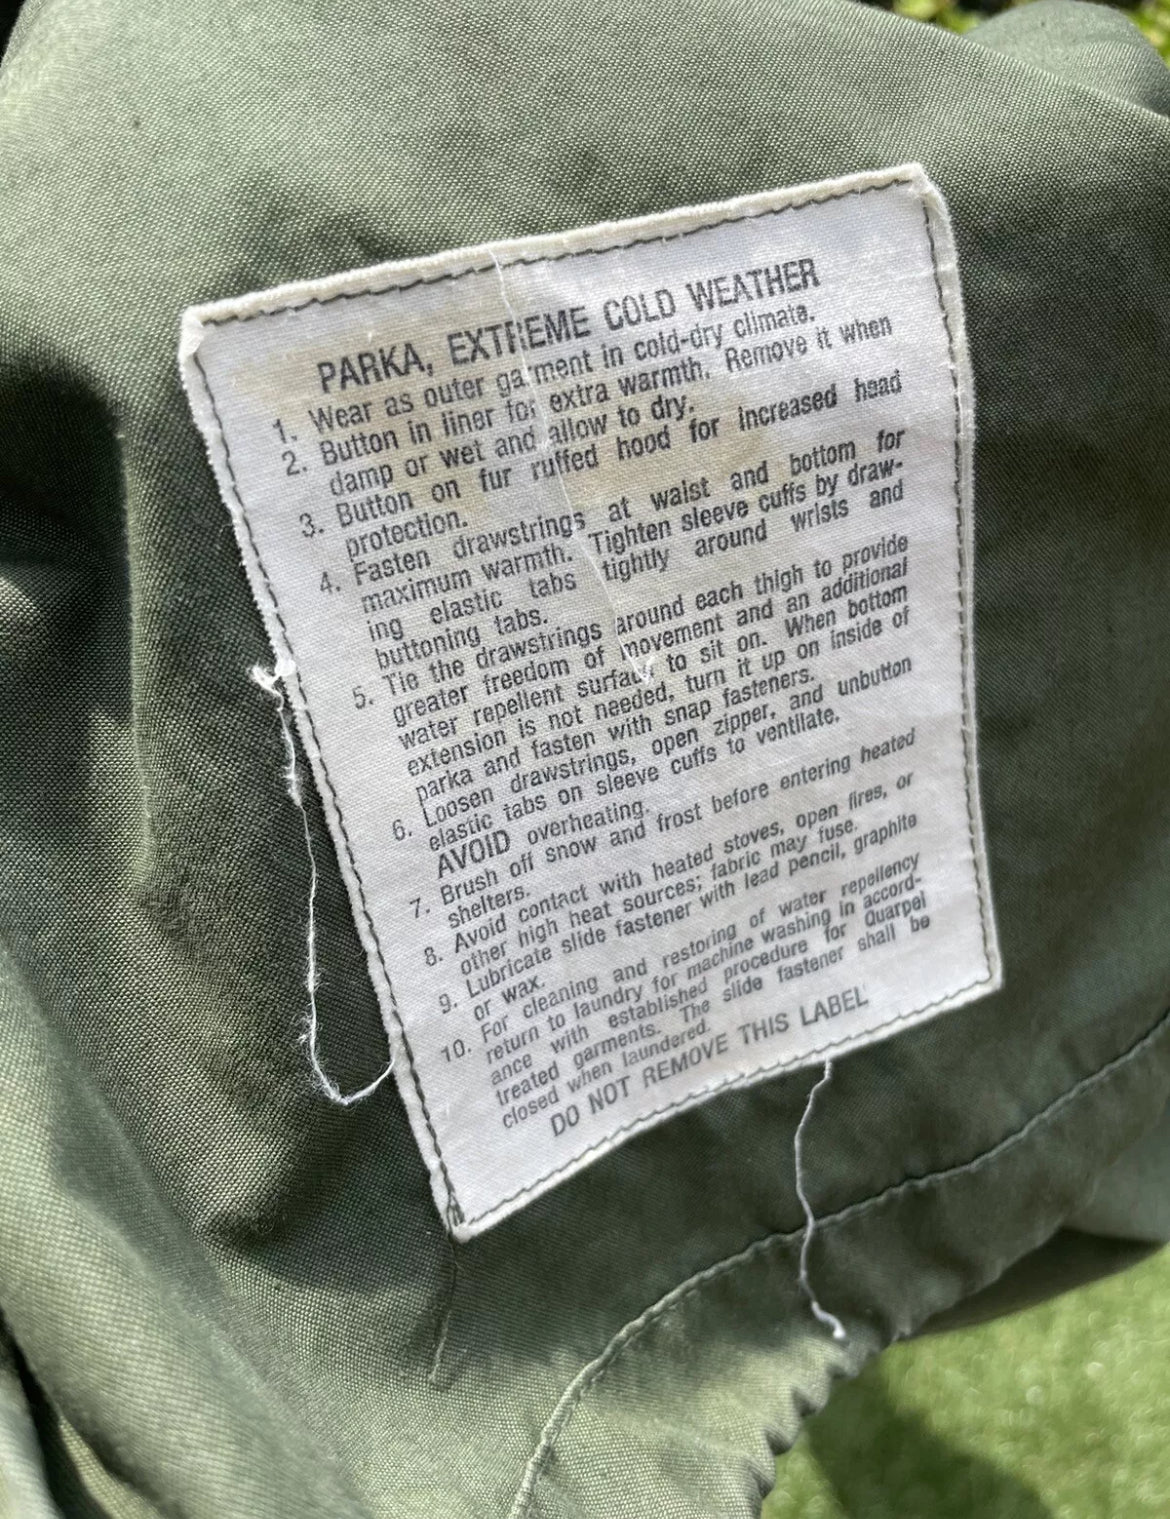 PARKA, EXTREME COLD WEATHER
1. Wear as outer garment in cold-dry climate.
2. Button in liner for extra warmth. Remove it when
damp or wet and allow to dry.
3. Button on fur ruffed hood for increased head
protection.
4. Fasten drawstrings at waist and bottom for
maximum warmth. Tighten sleeve cuffs by draw-
ing elastic tabs tightly around wrists and
buttoning tabs.
5. Tie the drawstrings around each thigh to provide
greater freedom of movement and an additional
water repellent surface to sit on. When bottom
extension is not needed, turn it up on inside of
parka and fasten with snap fasteners.
6. Loosen drawstrings, open zipper, and unbutton
elastic tabs on sleeve cuffs to ventilate.
AVOID overheating.
7. Brush off snow and frost before entering heated
shelters.
8. Avoid contact with heated stoves, open fires, or
other high heat sources; fabric may fuse.
9. Lubricate slide fastener with lead pencil, graphite
or wax.
10. For cleaning and restoring of water repellency
return to laundry for machine washing in accord-
ance with established procedure for Quarpel
treated garments. The slide fastener shall be
closed when laundered.
DO NOT REMOVE THIS LABEL